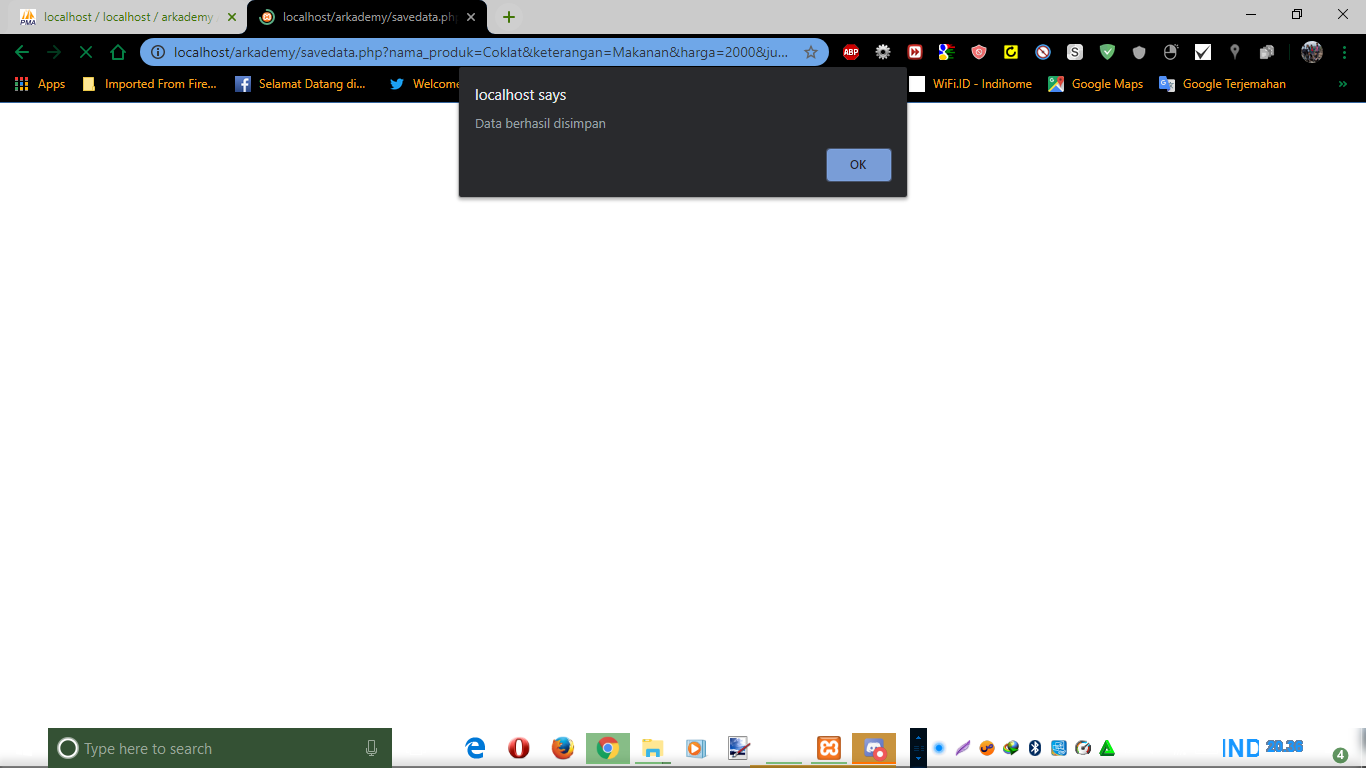 localhost / localhost / arkademy
localhost/arkademy/savedata.php
localhost/arkademy/savedata.php?nama_produk=Coklat&keterangan=Makanan&harga=2000&ju...
ABP
S
Apps
Imported From Fire...
Selamat Datang di...
Welcome
WiFi.ID - Indihome
Google Maps
Google Terjemahan
localhost says
Data berhasil disimpan
OK
Type here to search
IND
20.36
4